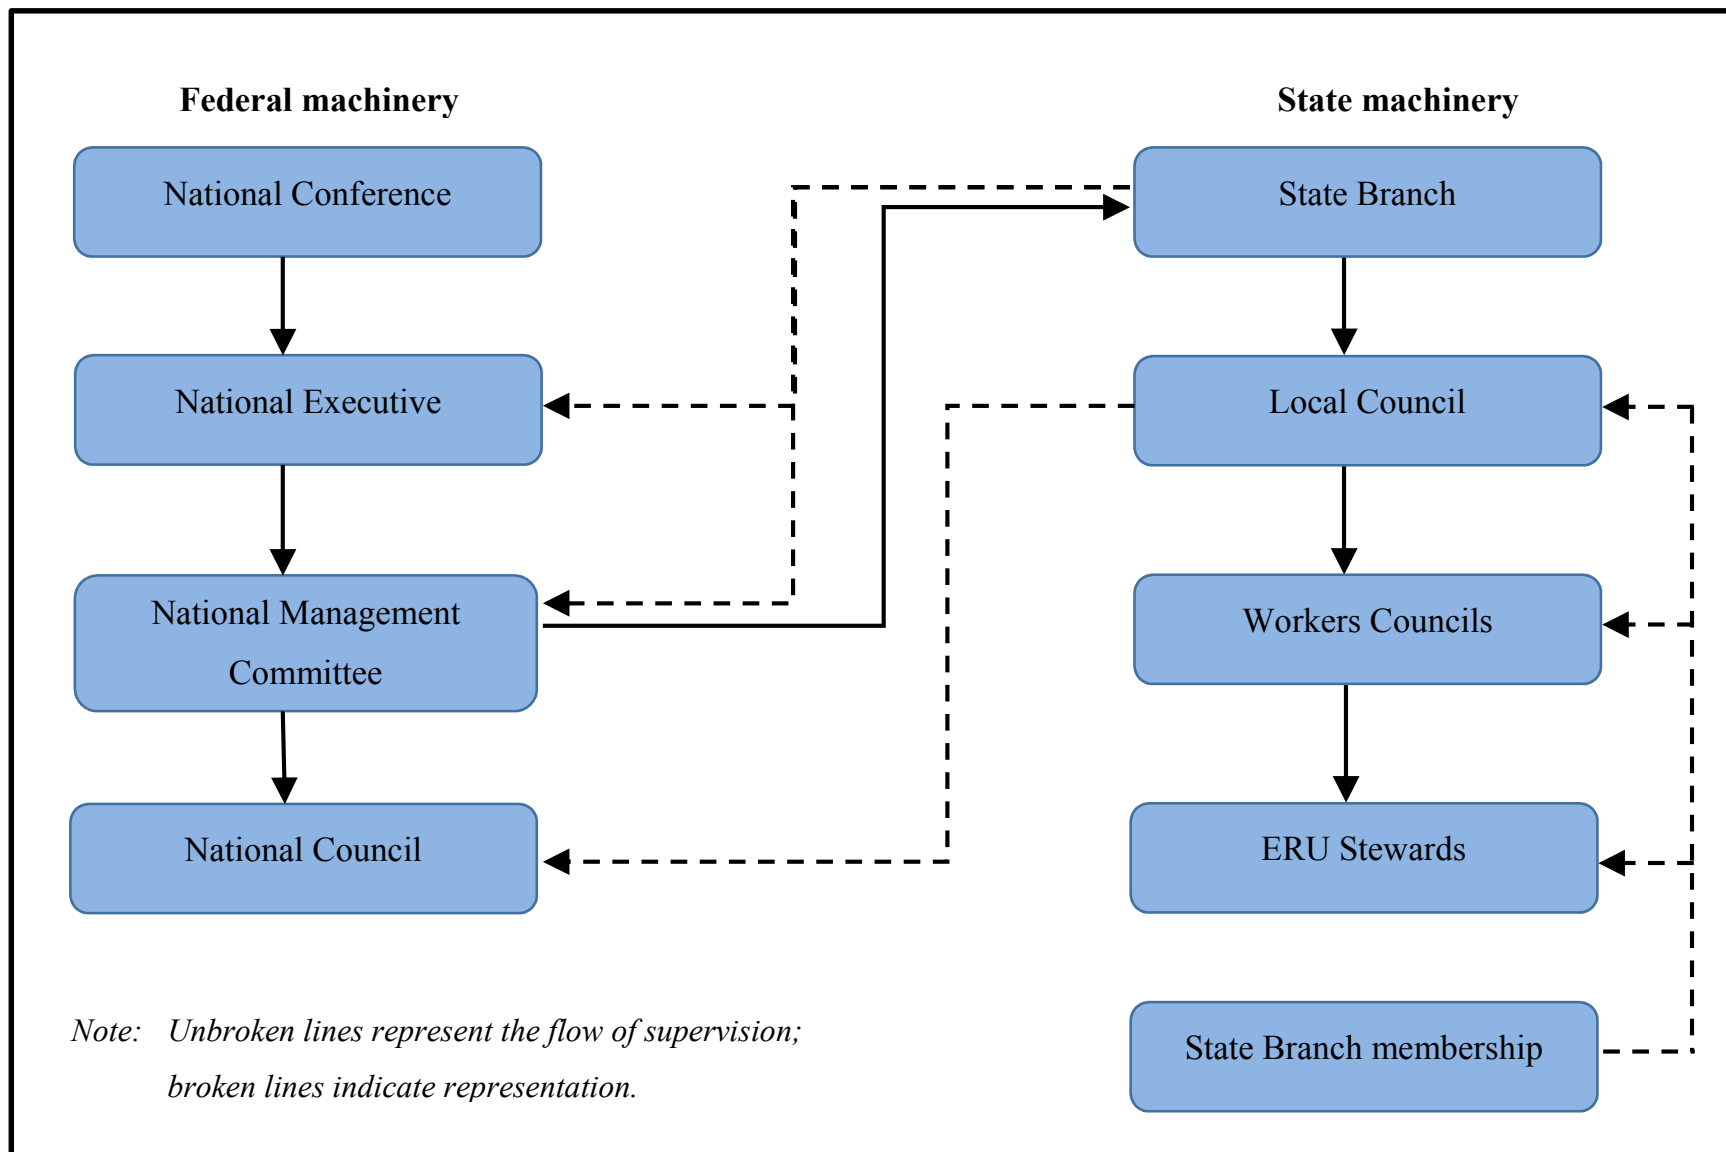 Federal machinery
National Conference
National Executive
National Management
Committee
National Council
State machinery
State Branch
Local Council
Workers Councils
ERU Stewards
State Branch membership
Note: Unbroken lines represent the flow of supervision;
broken lines indicate representation.